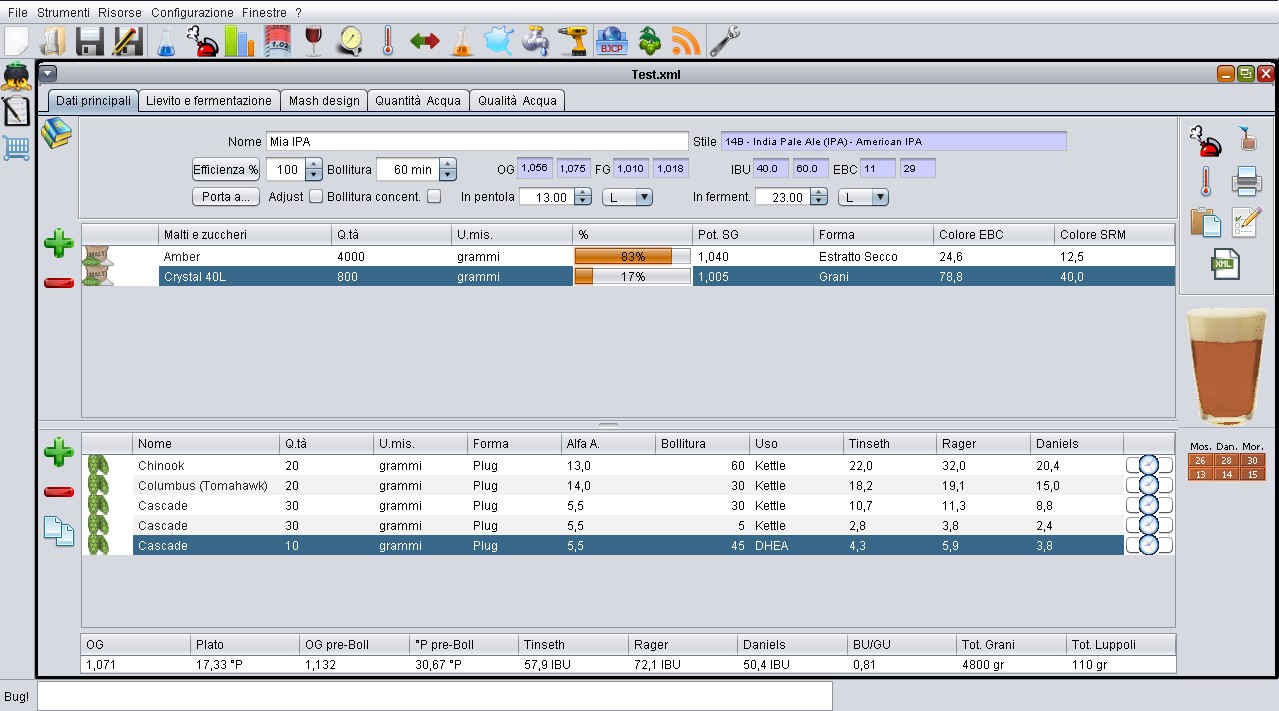 File Strumenti Risorse Configurazione Finestre ?
1.02
BJCP
Test.xml
Dati principali Lievito e fermentazione Mash design Quantità Acqua Qualità Acqua
Nome Mia IPA Stile 14B - India Pale Ale (IPA) - American IPA
Efficienza % 100 Bollitura 60 min OG 1,056 1,075 FG 1,010 1,018 IBU 40.0 60.0 EBC 11 29
Porta a... Adjust Bollitura concent. In pentola 13.00 L In ferment. 23.00 L
XML
Malti e zuccheri Q.tà U.mis. % Pot. SG Forma Colore EBC Colore SRM
MALT Amber 4000 grammi 83% 1,040 Estratto Secco 24,6 12,5
MALT Crystal 40L 800 grammi 17% 1,005 Grani 78,8 40,0
Nome Q.tà U.mis. Forma Alfa A. Bollitura Uso Tinseth Rager Daniels
Chinook 20 grammi Plug 13,0 60 Kettle 22,0 32,0 20,4
Columbus (Tomahawk) 20 grammi Plug 14,0 30 Kettle 18,2 19,1 15,0
Cascade 30 grammi Plug 5,5 30 Kettle 10,7 11,3 8,8
Cascade 30 grammi Plug 5,5 5 Kettle 2,8 3,8 2,4
Cascade 10 grammi Plug 5,5 45 DHEA 4,3 5,9 3,8
Mos. Dan. Mor.
26 28 30
13 14 15
OG Plato OG pre-Boll °P pre-Boll Tinseth Rager Daniels BU/GU Tot. Grani Tot. Luppoli
1,071 17,33 °P 1,132 30,67 °P 57,9 IBU 72,1 IBU 50,4 IBU 0,81 4800 gr 110 gr
Bug!